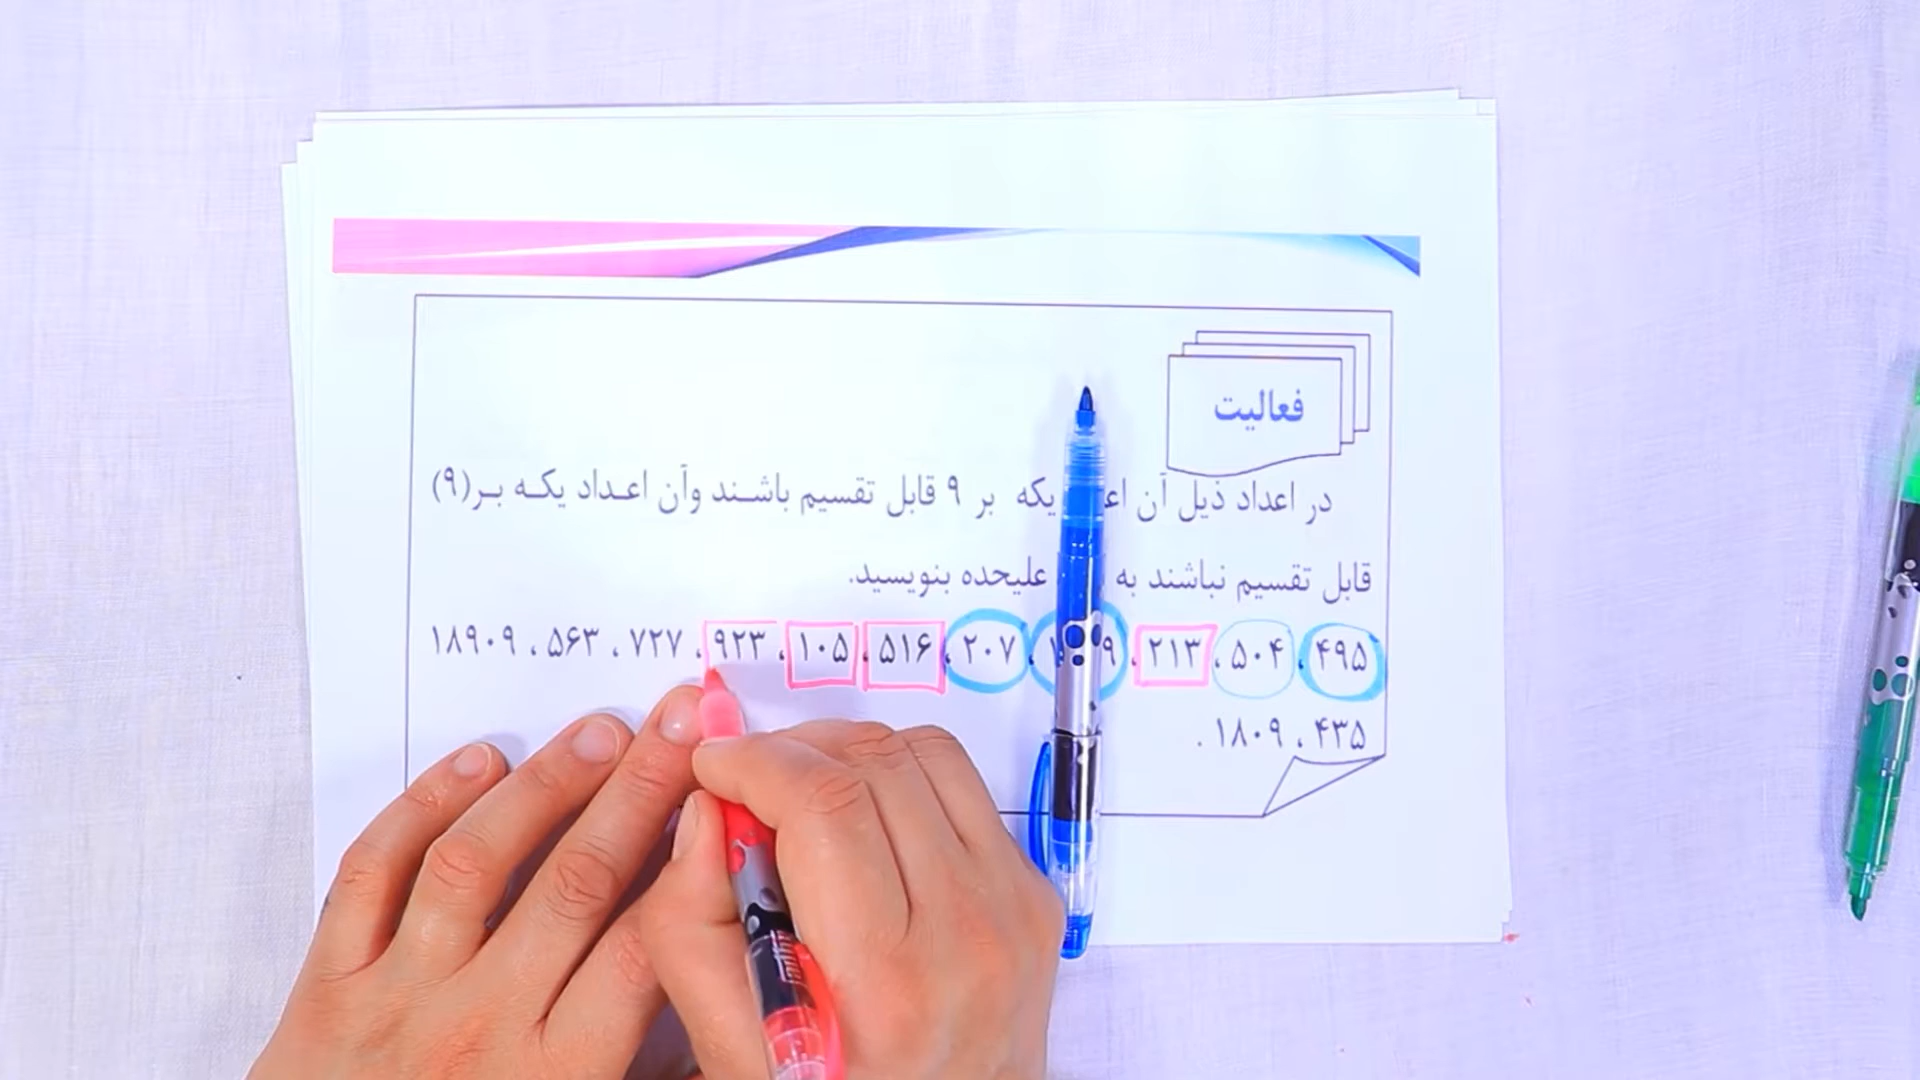 فعالیت
در اعداد ذیل آن یکه بر ۹ قابل تقسیم باشند وآن اعداد یکه بر(۹)
قابل تقسیم نباشند به علیحده بنویسید.
۴۹۵ ، ۵۰۴ ، ۲۱۳ ، ، ۲۰۷ ، ۵۱۶ ، ۱۰۵ ، ۹۲۳ ، ۷۲۷ ، ۵۶۳ ، ۱۸۹۰۹
۴۳۵ ، ۱۸۰۹ .